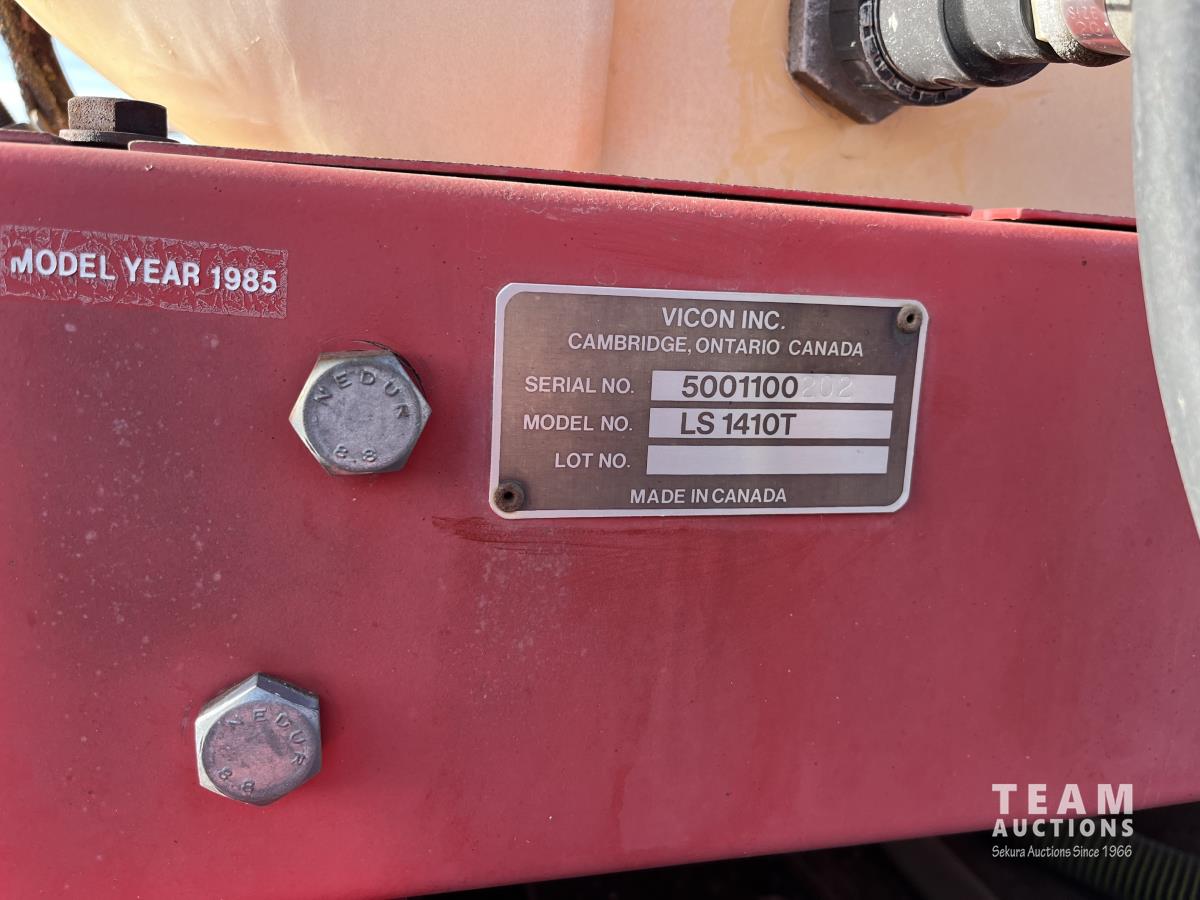 SIZE
MODEL YEAR 1985
VICON INC.
CAMBRIDGE, ONTARIO CANADA
SERIAL NO. 5001100202
MODEL NO. LS 1410T
LOT NO.
MADE IN CANADA
NEDUR
8.8
NEDUR
8.8
TEAM
AUCTIONS
Sekura Auctions Since 1966